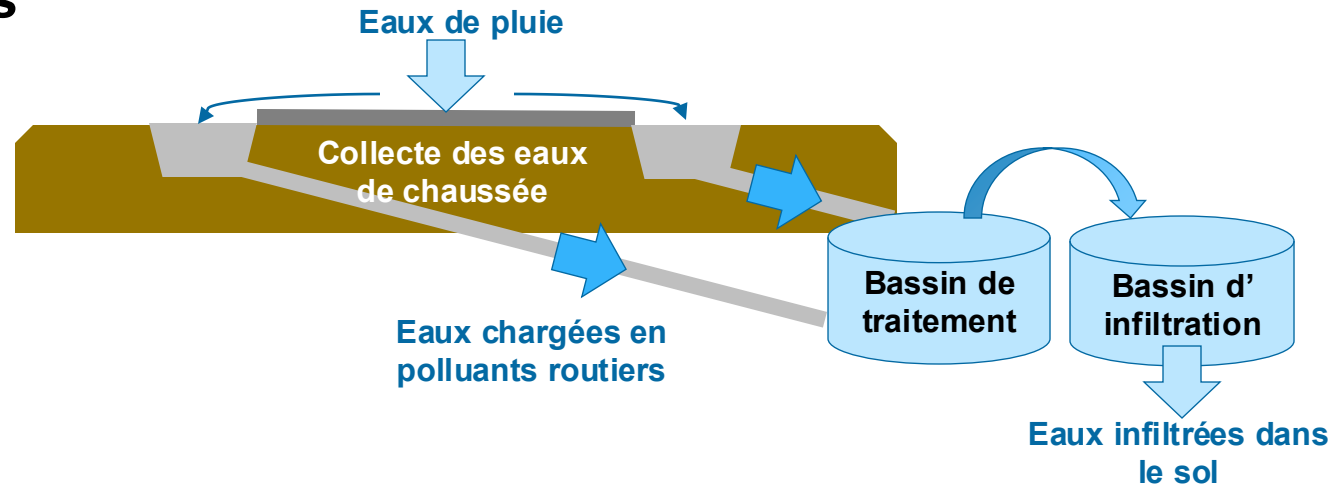 s
Eaux de pluie
Collecte des eaux
de chaussée
Eaux chargées en
polluants routiers
Bassin de
traitement
Bassin d’
infiltration
Eaux infiltrées dans
le sol